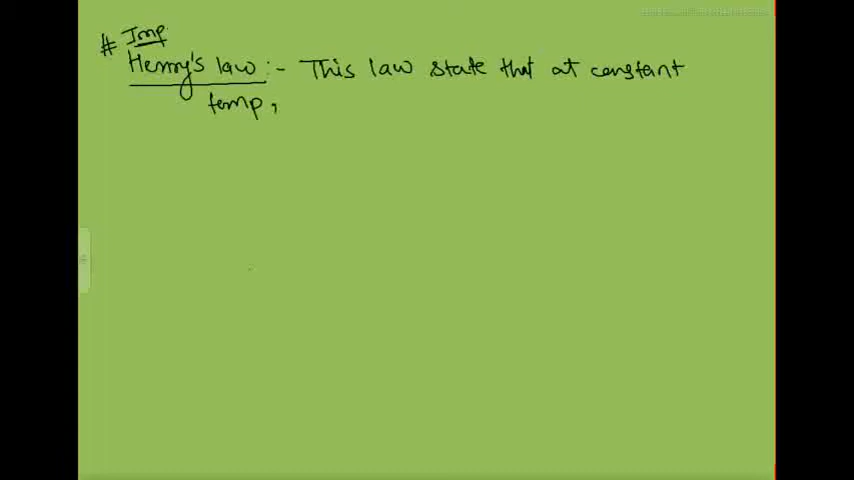 # Imp
Henry's law :- This law state that at constant
temp,